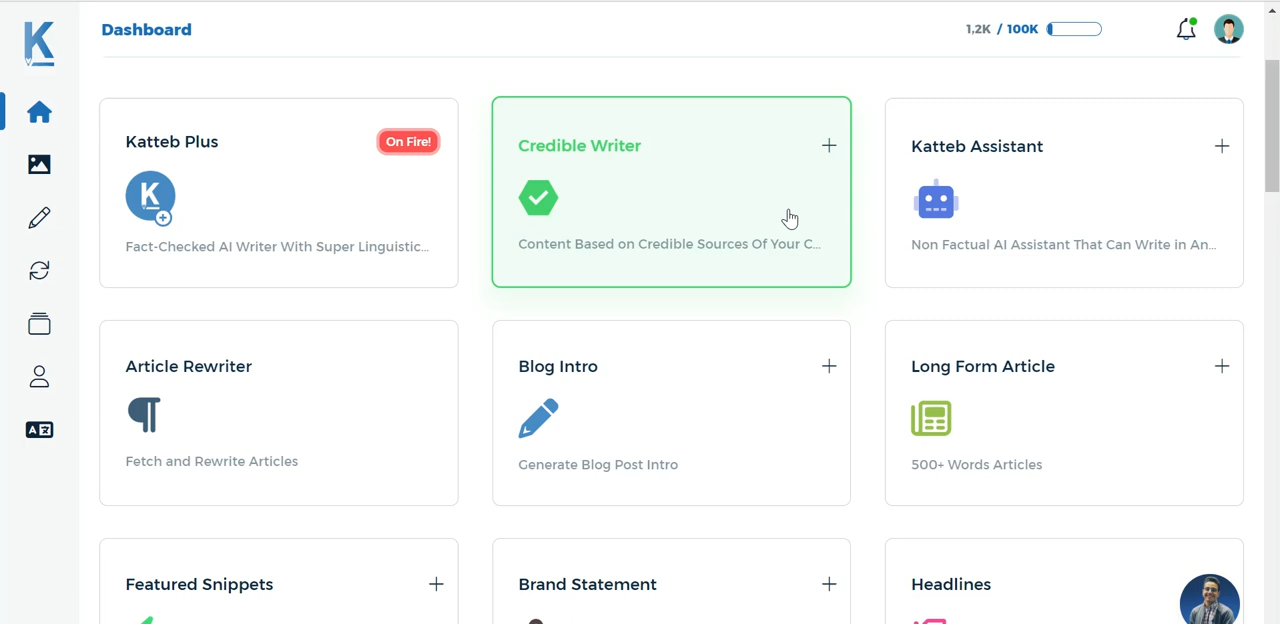 K
Dashboard
1,2K / 100K
Katteb Plus
On Fire!
K
Fact-Checked AI Writer With Super Linguistic...
Credible Writer
Content Based on Credible Sources Of Your C...
Katteb Assistant
Non Factual AI Assistant That Can Write in An...
Article Rewriter
Fetch and Rewrite Articles
Blog Intro
Generate Blog Post Intro
Long Form Article
500+ Words Articles
Featured Snippets
Brand Statement
Headlines